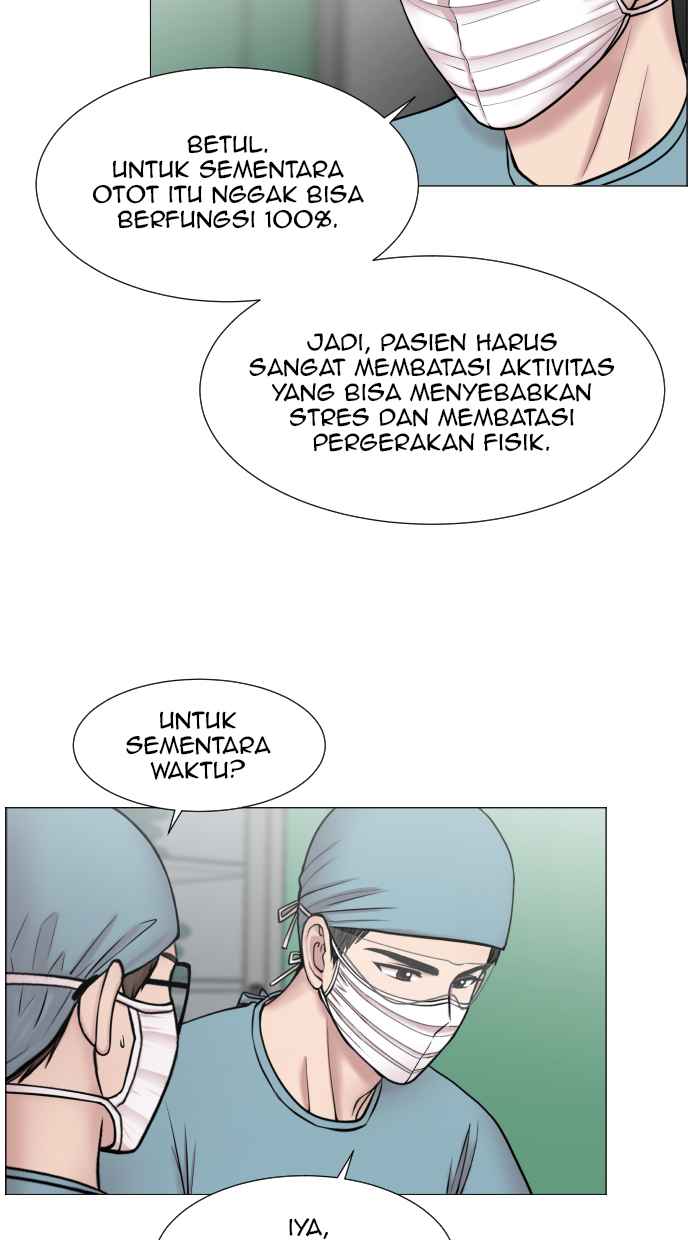 BETUL.
UNTUK SEMENTARA
OTOT ITU NGGAK BISA
BERFUNGSI 100%.
JADI, PASIEN HARUS
SANGAT MEMBATASI AKTIVITAS
YANG BISA MENYEBABKAN
STRES DAN MEMBATASI
PERGERAKAN FISIK.
UNTUK
SEMENTARA
WAKTU?
IYA,